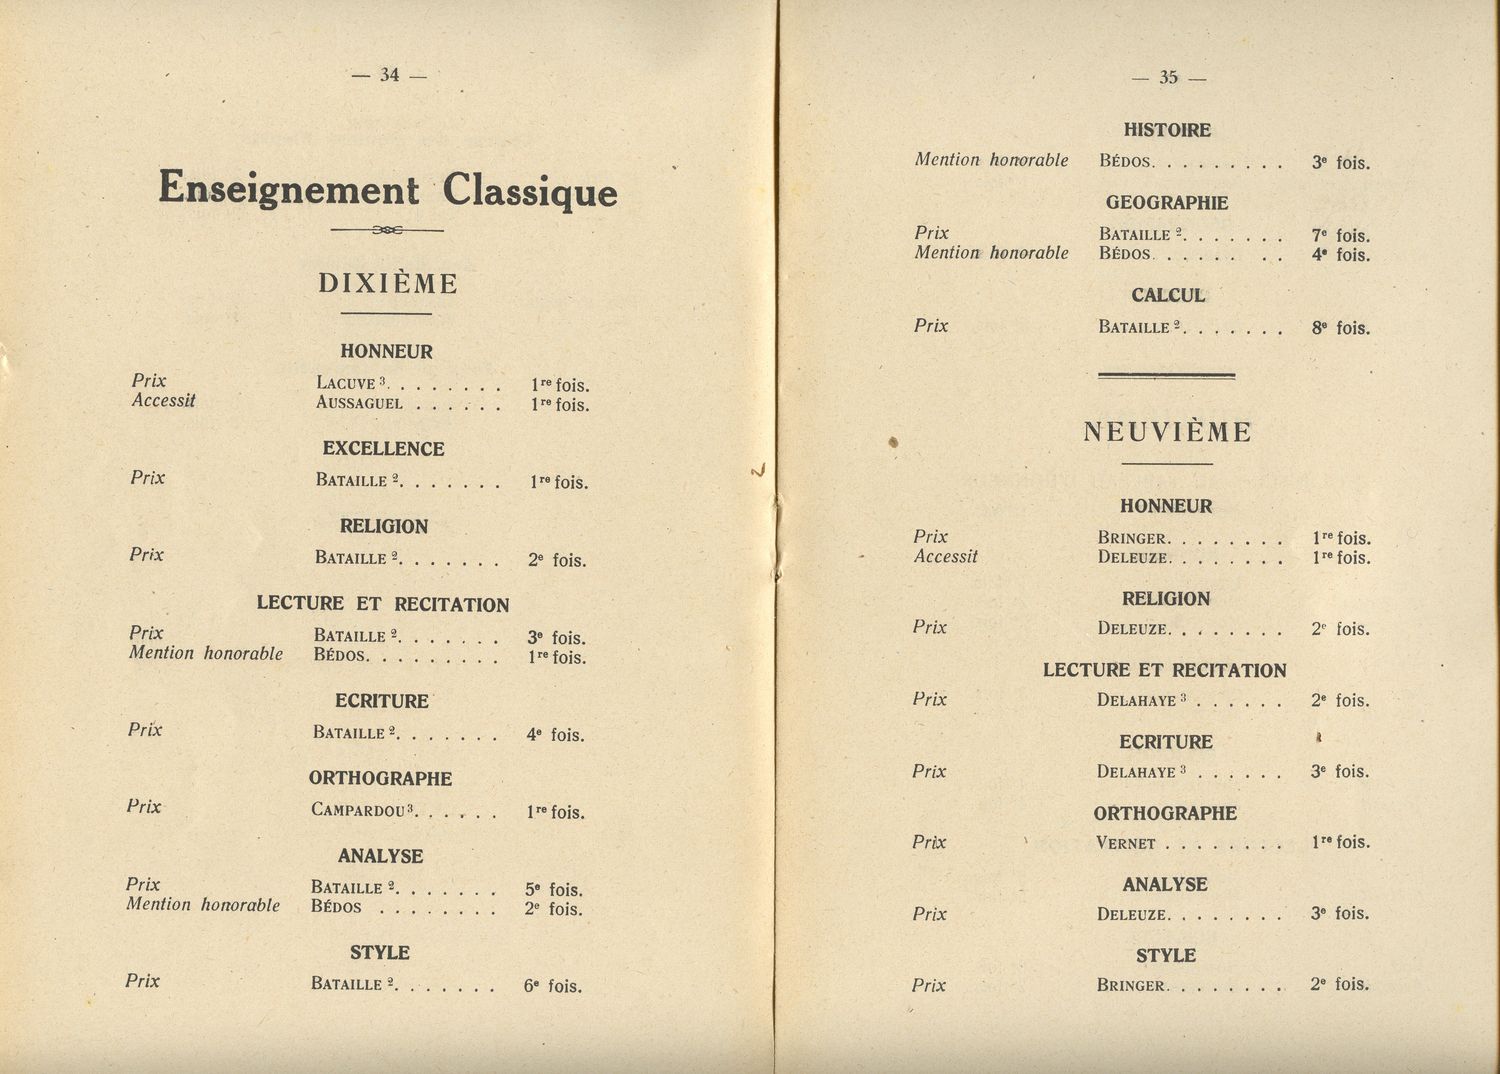 — 34 —
Enseignement Classique
DIXIÈME
HONNEUR
Prix LACUVE ³. . . . . . . . 1re fois.
Accessit AUSSAGUEL . . . . . . 1re fois.
EXCELLENCE
Prix BATAILLE ². . . . . . . 1re fois.
RELIGION
Prix BATAILLE ². . . . . . . 2e fois.
LECTURE ET RECITATION
Prix BATAILLE ². . . . . . . 3e fois.
Mention honorable BÉDOS. . . . . . . . . 1re fois.
ECRITURE
Prix BATAILLE ². . . . . . . 4e fois.
ORTHOGRAPHE
Prix CAMPARDOU ³. . . . . . 1re fois.
ANALYSE
Prix BATAILLE ². . . . . . . 5e fois.
Mention honorable BÉDOS . . . . . . . . 2e fois.
STYLE
Prix BATAILLE ². . . . . . . 6e fois.
— 35 —
HISTOIRE
Mention honorable BÉDOS. . . . . . . . . 3e fois.
GEOGRAPHIE
Prix BATAILLE ². . . . . . . 7e fois.
Mention honorable BÉDOS. . . . . . . . 4e fois.
CALCUL
Prix BATAILLE ². . . . . . . 8e fois.
NEUVIÈME
HONNEUR
Prix BRINGER. . . . . . . . 1re fois.
Accessit DELEUZE. . . . . . . . 1re fois.
RELIGION
Prix DELEUZE. . . . . . . . 2e fois.
LECTURE ET RECITATION
Prix DELAHAYE ³ . . . . . . 2e fois.
ECRITURE
Prix DELAHAYE ³ . . . . . . 3e fois.
ORTHOGRAPHE
Prix VERNET . . . . . . . . 1re fois.
ANALYSE
Prix DELEUZE. . . . . . . . 3e fois.
STYLE
Prix BRINGER. . . . . . . . 2e fois.